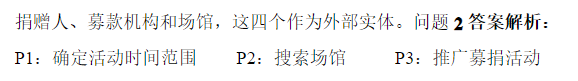 捐赠人、募款机构和场馆，这四个作为外部实体。问题 2 答案解析：
P1：确定活动时间范围 P2：搜索场馆 P3：推广募捐活动